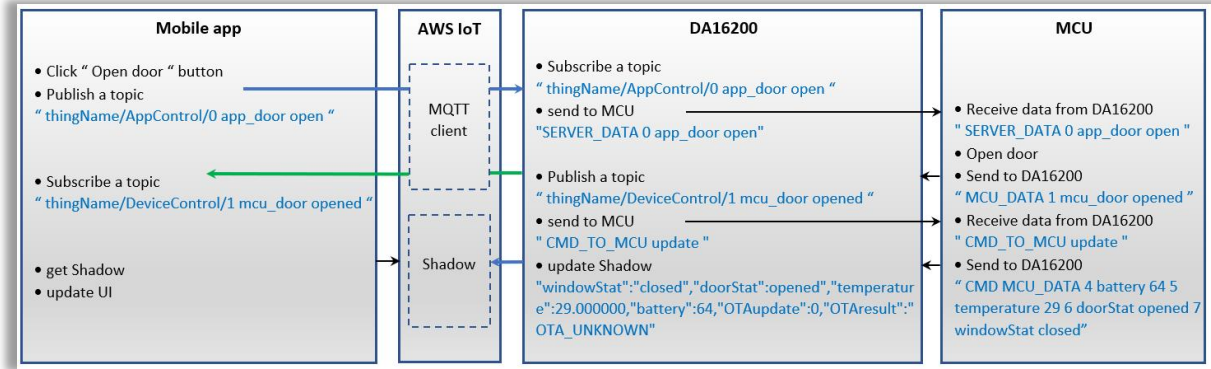 Mobile app
• Click “ Open door “ button
• Publish a topic
“ thingName/AppControl/0 app_door open “
• Subscribe a topic
“ thingName/DeviceControl/1 mcu_door opened “
• get Shadow
• update UI
AWS IoT
MQTT
client
Shadow
DA16200
• Subscribe a topic
“ thingName/AppControl/0 app_door open “
• send to MCU
"SERVER_DATA 0 app_door open"
• Publish a topic
“ thingName/DeviceControl/1 mcu_door opened “
• send to MCU
" CMD_TO_MCU update "
• update Shadow
"windowStat":"closed","doorStat":opened","temperatur
e":29.000000,"battery":64,"OTAupdate":0,"OTAresult":"
OTA_UNKNOWN"
MCU
• Receive data from DA16200
" SERVER_DATA 0 app_door open "
• Open door
• Send to DA16200
“ MCU_DATA 1 mcu_door opened ”
• Receive data from DA16200
“ CMD_TO_MCU update “
• Send to DA16200
“ CMD MCU_DATA 4 battery 64 5
temperature 29 6 doorStat opened 7
windowStat closed”